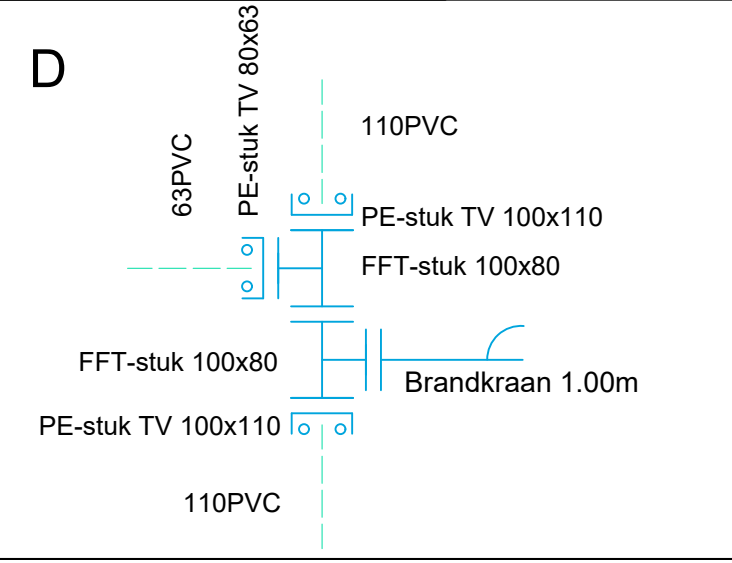 D
PE-stuk TV 80x63
63PVC
110PVC
PE-stuk TV 100x110
FFT-stuk 100x80
FFT-stuk 100x80
Brandkraan 1.00m
PE-stuk TV 100x110
110PVC